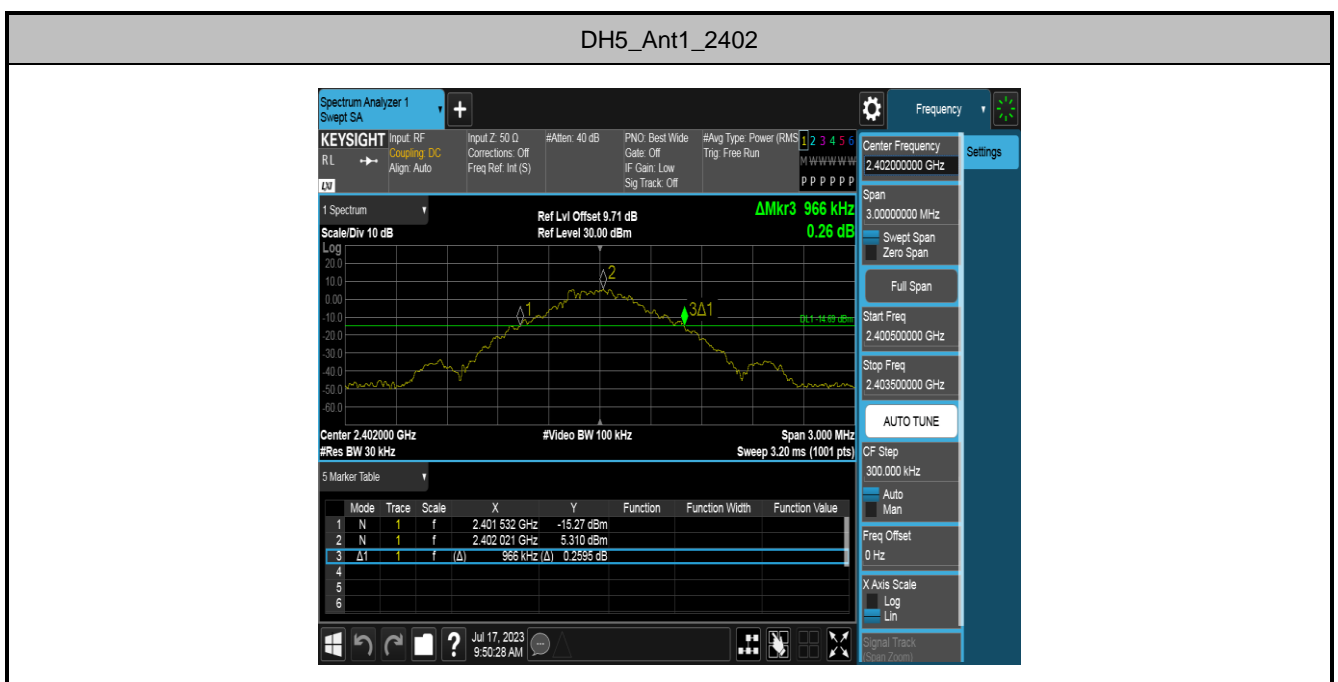 DH5_Ant1_2402
Spectrum Analyzer 1
Swept SA
+
Frequency
KEYSIGHT
RL
LXI
Input: RF
Coupling: DC
Align: Auto
Input Z: 50 Ω
Corrections: Off
Freq Ref: Int (S)
#Atten: 40 dB
PNO: Best Wide
Gate: Off
IF Gain: Low
Sig Track: Off
#Avg Type: Power (RMS
Trig: Free Run
1 2 3 4 5 6
M W W W W W
P P P P P P
1 Spectrum
Scale/Div 10 dB
Ref Lvl Offset 9.71 dB
Ref Level 30.00 dBm
ΔMkr3 966 kHz
0.26 dB
Log
20.0
10.0
0.00
-10.0
-20.0
-30.0
-40.0
-50.0
-60.0
1
2
3Δ1
DL1 -14.69 dBm
Center 2.402000 GHz
#Res BW 30 kHz
#Video BW 100 kHz
Span 3.000 MHz
Sweep 3.20 ms (1001 pts)
5 Marker Table
Mode Trace Scale X Y Function Function Width Function Value
1 N 1 f 2.401 532 GHz -15.27 dBm
2 N 1 f 2.402 021 GHz 5.310 dBm
3 Δ1 1 f (Δ) 966 kHz (Δ) 0.2595 dB
4
5
6
?
Jul 17, 2023
9:50:28 AM
Settings
Center Frequency
2.402000000 GHz
Span
3.00000000 MHz
Swept Span
Zero Span
Full Span
Start Freq
2.400500000 GHz
Stop Freq
2.403500000 GHz
AUTO TUNE
CF Step
300.000 kHz
Auto
Man
Freq Offset
0 Hz
X Axis Scale
Log
Lin
Signal Track
(Span Zoom)